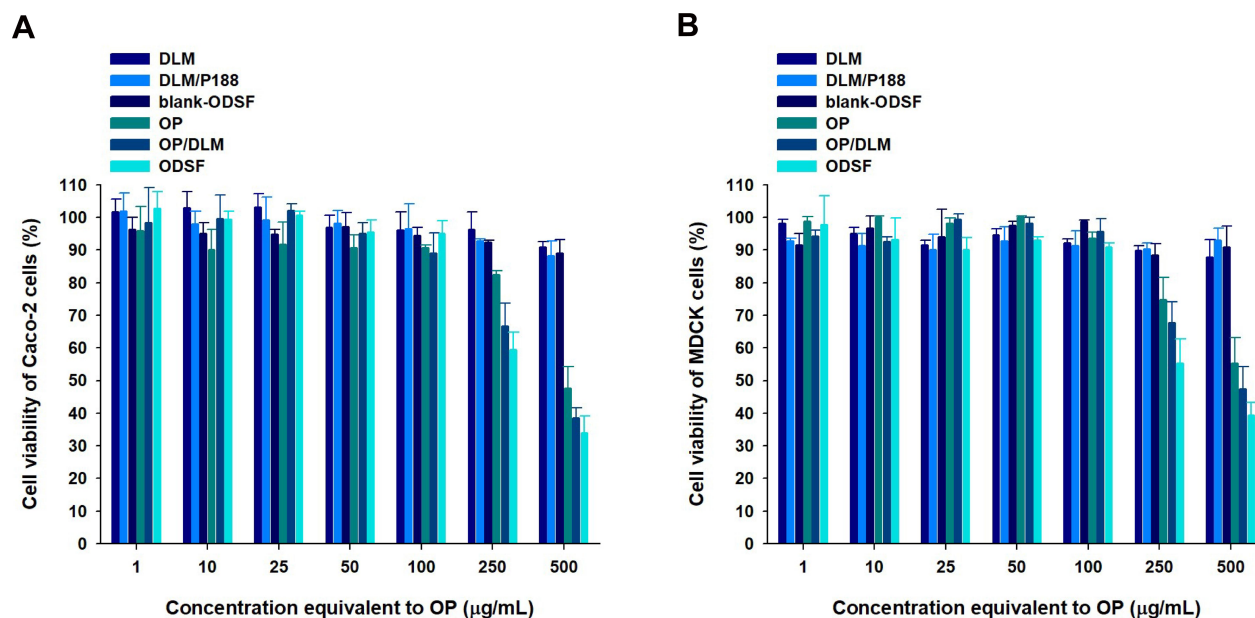 A
DLM
DLM/P188
blank-ODSF
OP
OP/DLM
ODSF
Cell viability of Caco-2 cells (%)
110
100
90
80
70
60
50
40
30
20
10
0
1 10 25 50 100 250 500
Concentration equivalent to OP (μg/mL)
B
DLM
DLM/P188
blank-ODSF
OP
OP/DLM
ODSF
Cell viability of MDCK cells (%)
110
100
90
80
70
60
50
40
30
20
10
0
1 10 25 50 100 250 500
Concentration equivalent to OP (μg/mL)